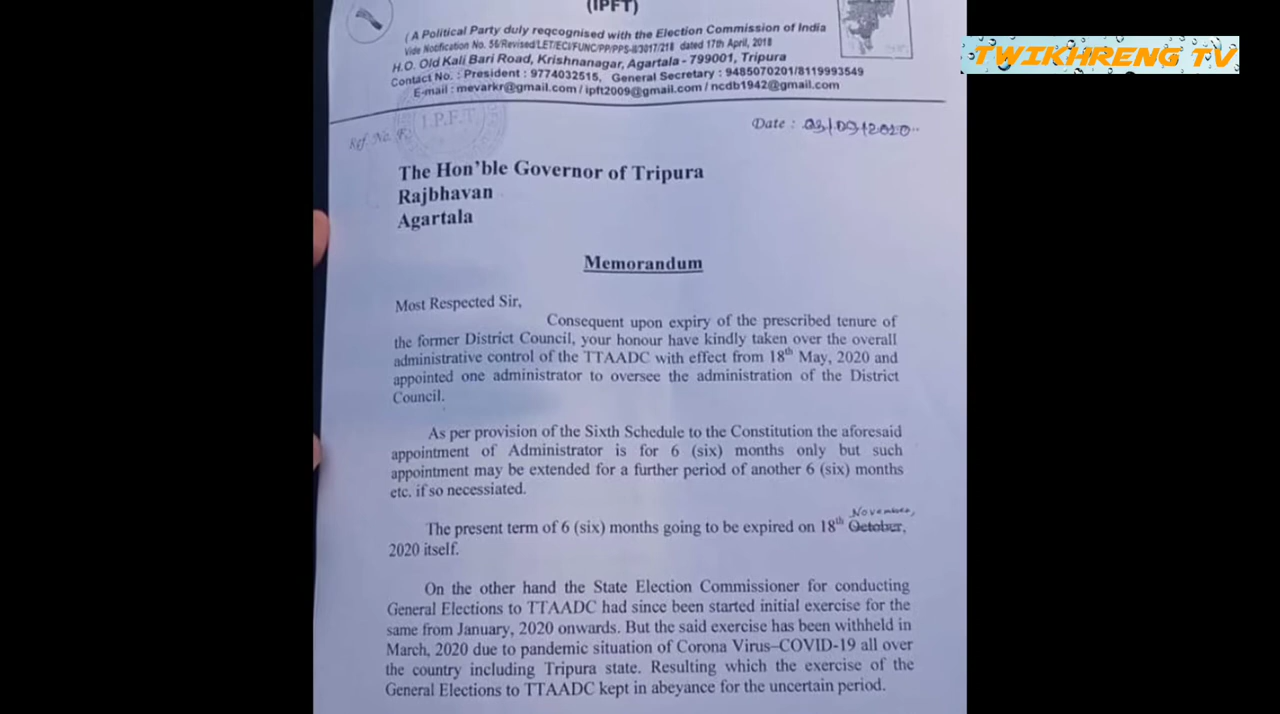 (IPFT)
TWIKHRENG TV
(A Political Party duly reqcognised with the Election Commission of India
Vide Notification No. 56/Revised/LET/ECI/FUNC/PP/PPS-II/3017/218 dated 17th April, 2018
H.O. Old Kali Bari Road, Krishnanagar, Agartala - 799001, Tripura
Contact No. : President : 9774032515, General Secretary : 9485070201/8119993549
E-mail : mevarkr@gmail.com / ipft2009@gmail.com / ncdb1942@gmail.com
I.P.F.T.
Ref. No. F.
Date : 03/09/2020
The Hon'ble Governor of Tripura
Rajbhavan
Agartala
Memorandum
Most Respected Sir,
Consequent upon expiry of the prescribed tenure of
the former District Council, your honour have kindly taken over the overall
administrative control of the TTAADC with effect from 18th May, 2020 and
appointed one administrator to oversee the administration of the District
Council.
As per provision of the Sixth Schedule to the Constitution the aforesaid
appointment of Administrator is for 6 (six) months only but such
appointment may be extended for a further period of another 6 (six) months
etc. if so necessiated.
November,
The present term of 6 (six) months going to be expired on 18th October,
2020 itself.
On the other hand the State Election Commissioner for conducting
General Elections to TTAADC had since been started initial exercise for the
same from January, 2020 onwards. But the said exercise has been withheld in
March, 2020 due to pandemic situation of Corona Virus–COVID-19 all over
the country including Tripura state. Resulting which the exercise of the
General Elections to TTAADC kept in abeyance for the uncertain period.